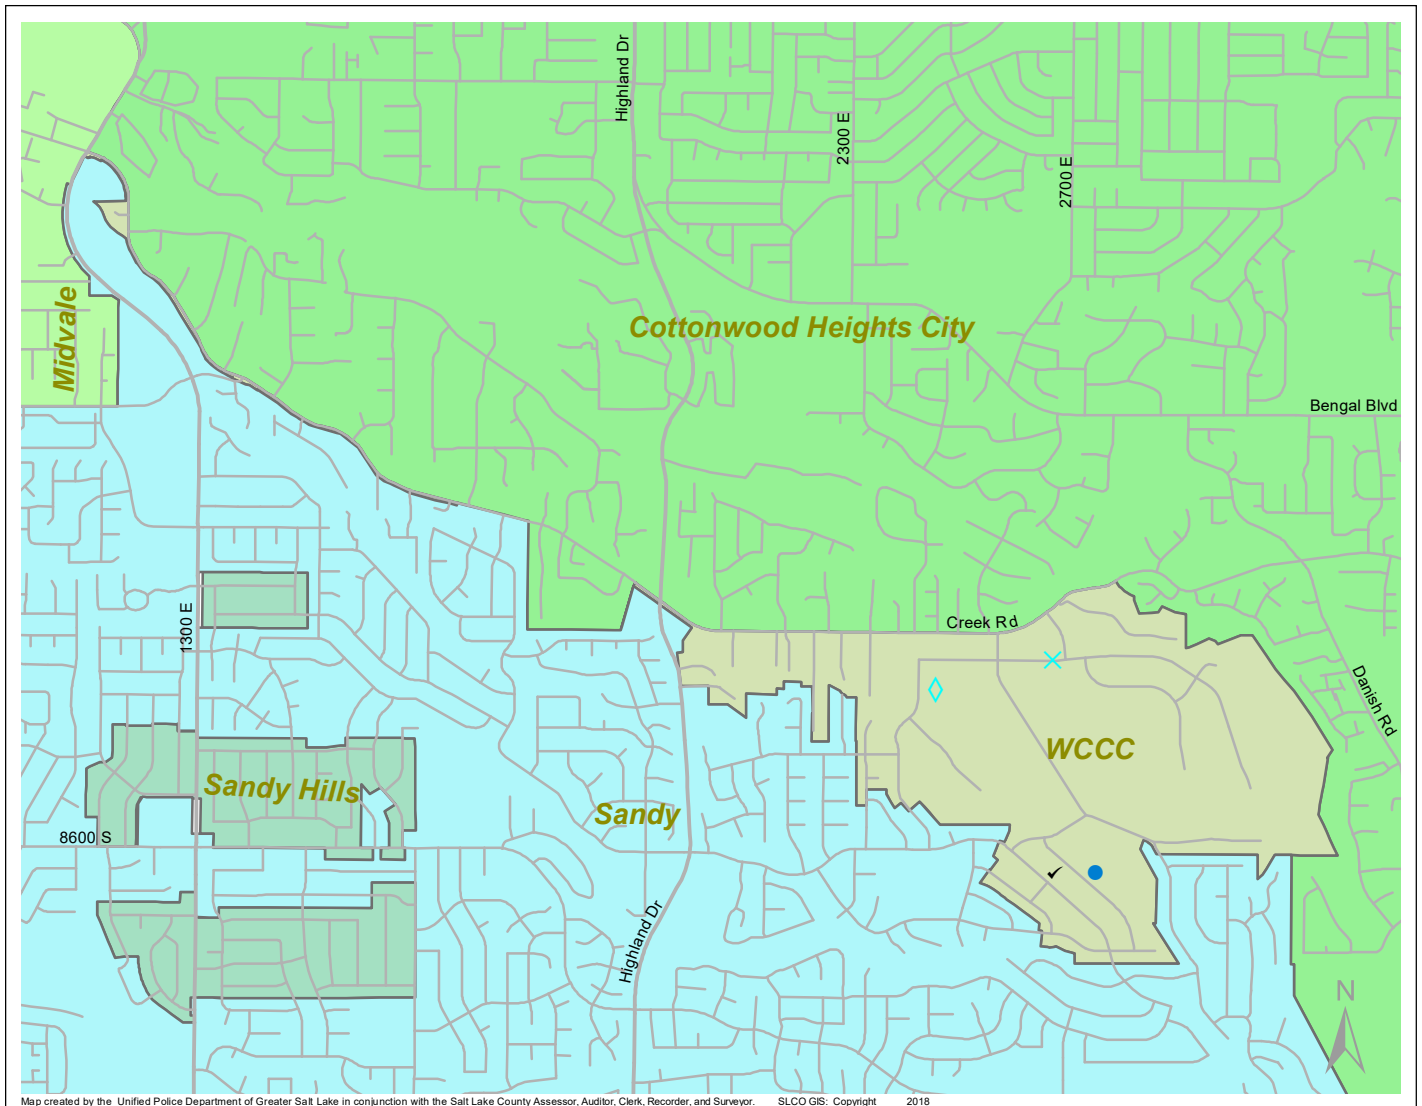 Highland Dr
2300 E
2700 E
Midvale
Cottonwood Heights City
Bengal Blvd
1300 E
Creek Rd
Danish Rd
WCCC
Sandy Hills
Sandy
8600 S
Highland Dr
N
Map created by the Unified Police Department of Greater Salt Lake in conjunction with the Salt Lake County Assessor, Auditor, Clerk, Recorder, and Surveyor. SLCO GIS: Copyright 2018